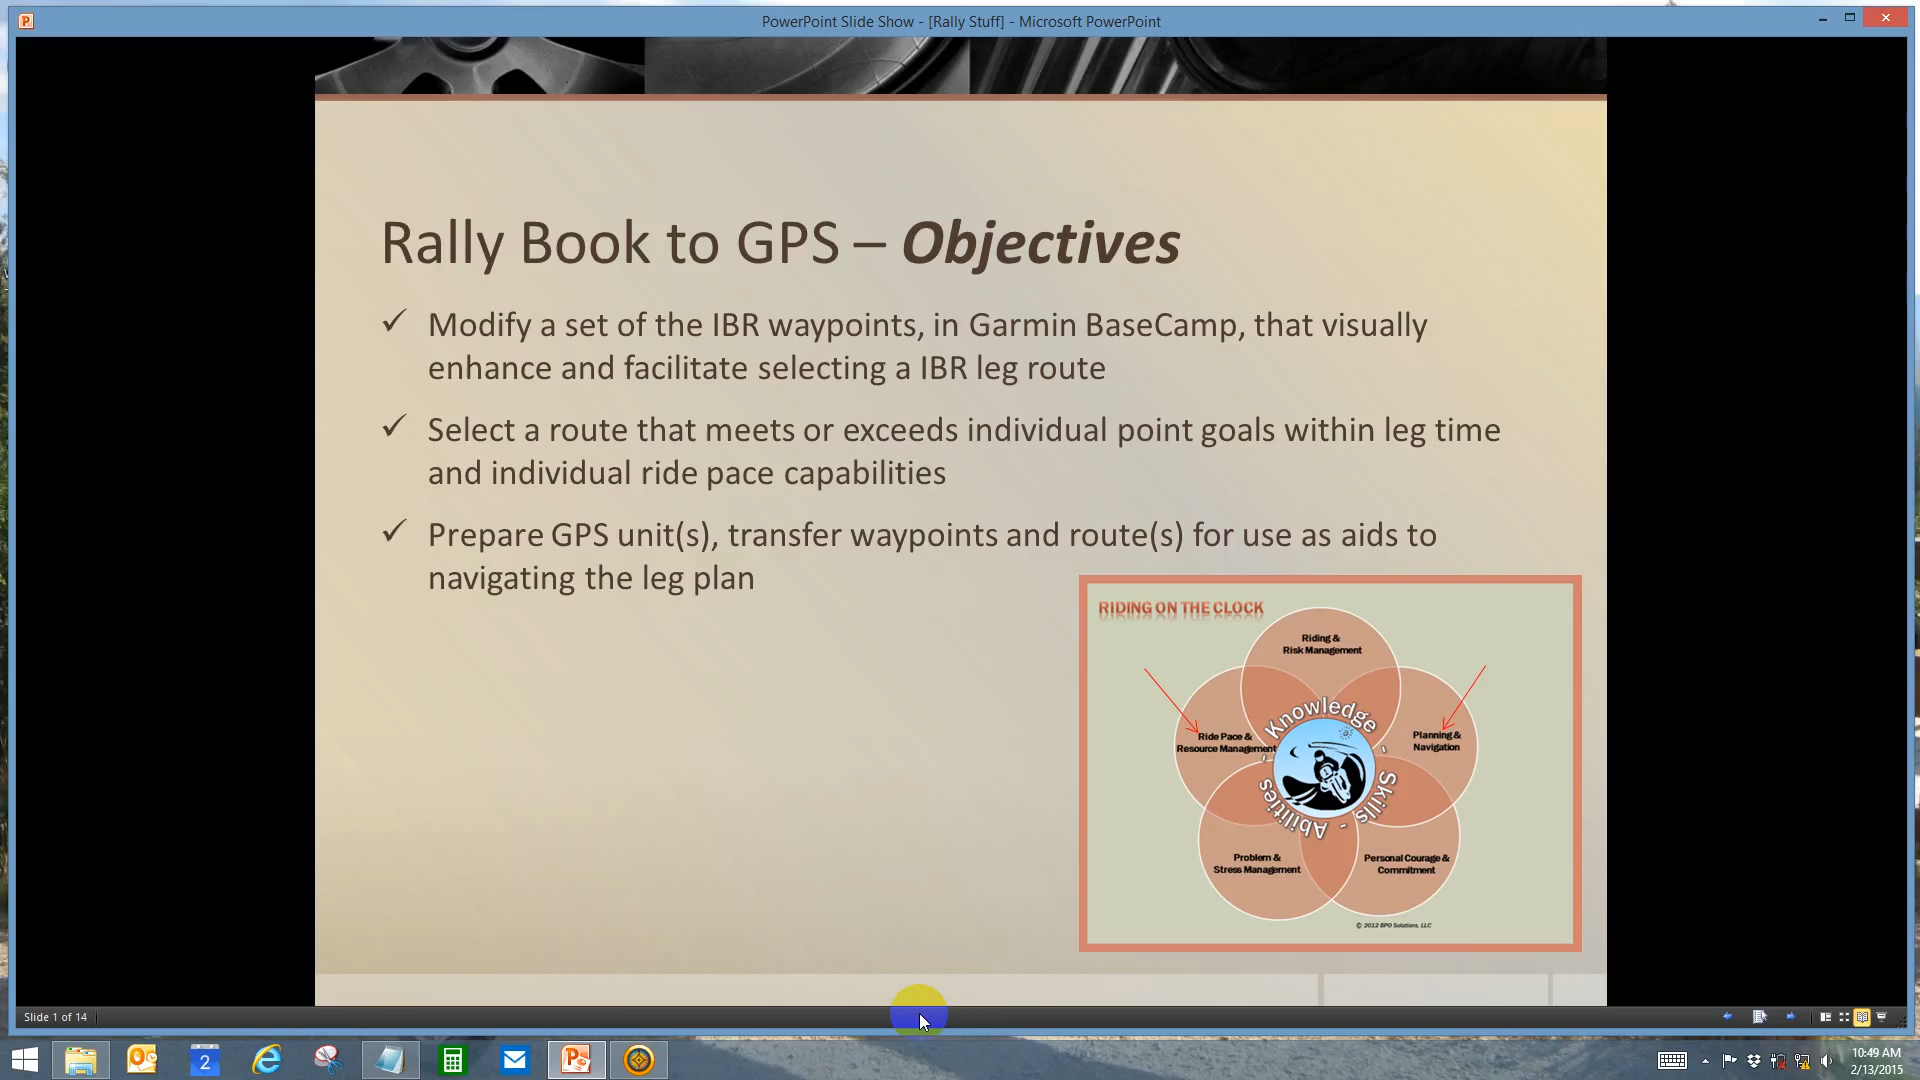 PowerPoint Slide Show - [Rally Stuff] - Microsoft PowerPoint
Rally Book to GPS – Objectives
✓ Modify a set of the IBR waypoints, in Garmin BaseCamp, that visually
enhance and facilitate selecting a IBR leg route
✓ Select a route that meets or exceeds individual point goals within leg time
and individual ride pace capabilities
✓ Prepare GPS unit(s), transfer waypoints and route(s) for use as aids to
navigating the leg plan
RIDING ON THE CLOCK
Riding &
Risk Management
Ride Pace &
Resource Management
Planning &
Navigation
Knowledge - Skills - Abilities -
Problem &
Stress Management
Personal Courage &
Commitment
© 2012 BPO Solutions, LLC
Slide 1 of 14
2
10:49 AM
2/13/2015